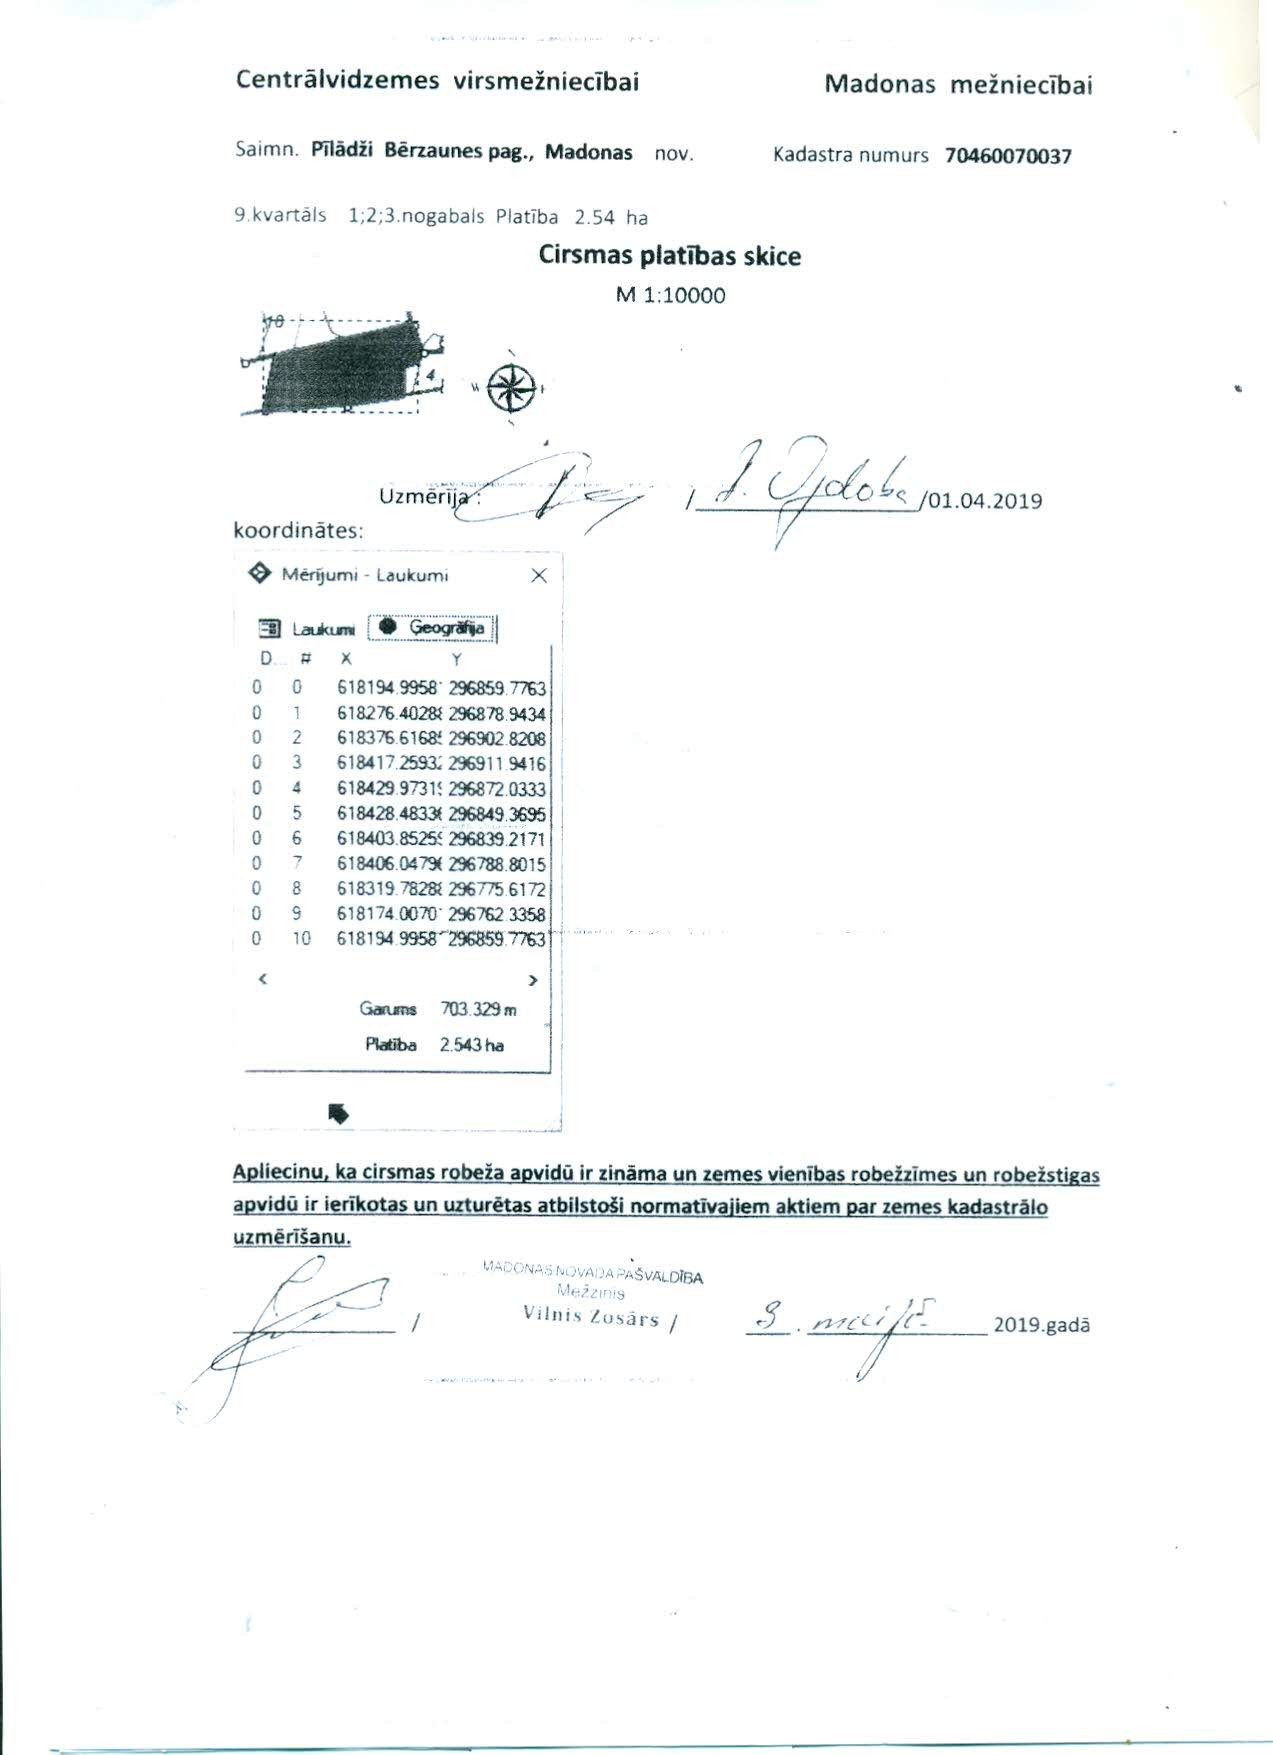 Centrālvidzemes virsmežniecībai Madonas mežniecībai
Saimn. Pīlādži Bērzaunes pag., Madonas nov. Kadastra numurs 70460070037
9.kvartāls 1;2;3.nogabals Platība 2.54 ha
Cirsmas platības skice
M 1:10000
4
Uzmērīja: / /01.04.2019
koordinātes:
Mērījumi - Laukumi
Laukumi Ģeogrāfija
D... # X Y
0 0 618194.9958 296859.7763
0 1 618276.4028 296878.9434
0 2 618376.6168 296902.8208
0 3 618417.2593 296911.9416
0 4 618429.9731 296872.0333
0 5 618428.4833 296849.3695
0 6 618403.8525 296839.2171
0 7 618406.0479 296788.8015
0 8 618319.7828 296775.6172
0 9 618174.0070 296762.3358
0 10 618194.9958 296859.7763
< >
Garums 703.329 m
Platība 2.543 ha
Apliecinu, ka cirsmas robeža apvidū ir zināma un zemes vienības robežzīmes un robežstigas
apvidū ir ierīkotas un uzturētas atbilstoši normatīvajiem aktiem par zemes kadastrālo
uzmērīšanu.
MADONAS NOVADA PAŠVALDĪBA
Mežzinis
/ Vilnis Zosārs / . maijā 2019.gadā